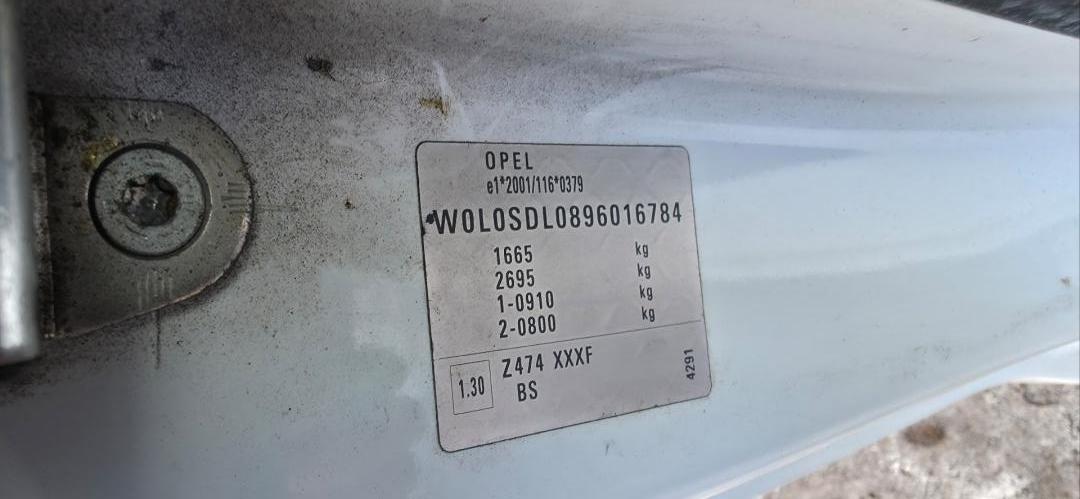 OPEL
e1*2001/116*0379
W0L0SDL0896016784
1665 kg
2695 kg
1-0910 kg
2-0800 kg
1.30 Z474 XXXF
BS
4291